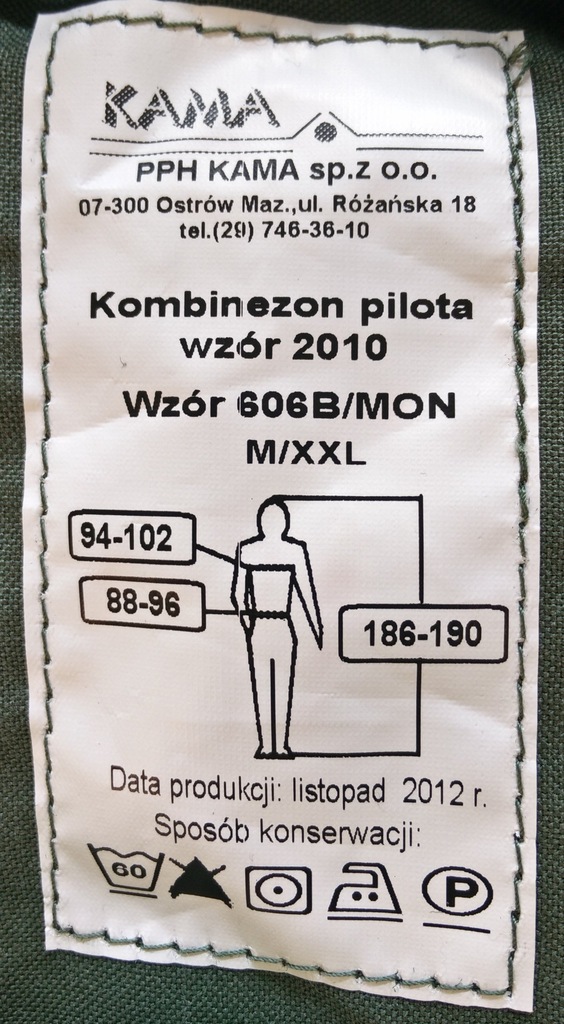 KAMA
PPH KAMA sp.z o.o.
07-300 Ostrów Maz.,ul. Różańska 18
tel.(29) 746-36-10
Kombinezon pilota
wzór 2010
Wzór 606B/MON
M/XXL
94-102
88-96
186-190
Data produkcji: listopad 2012 r.
Sposób konserwacji:
60
P